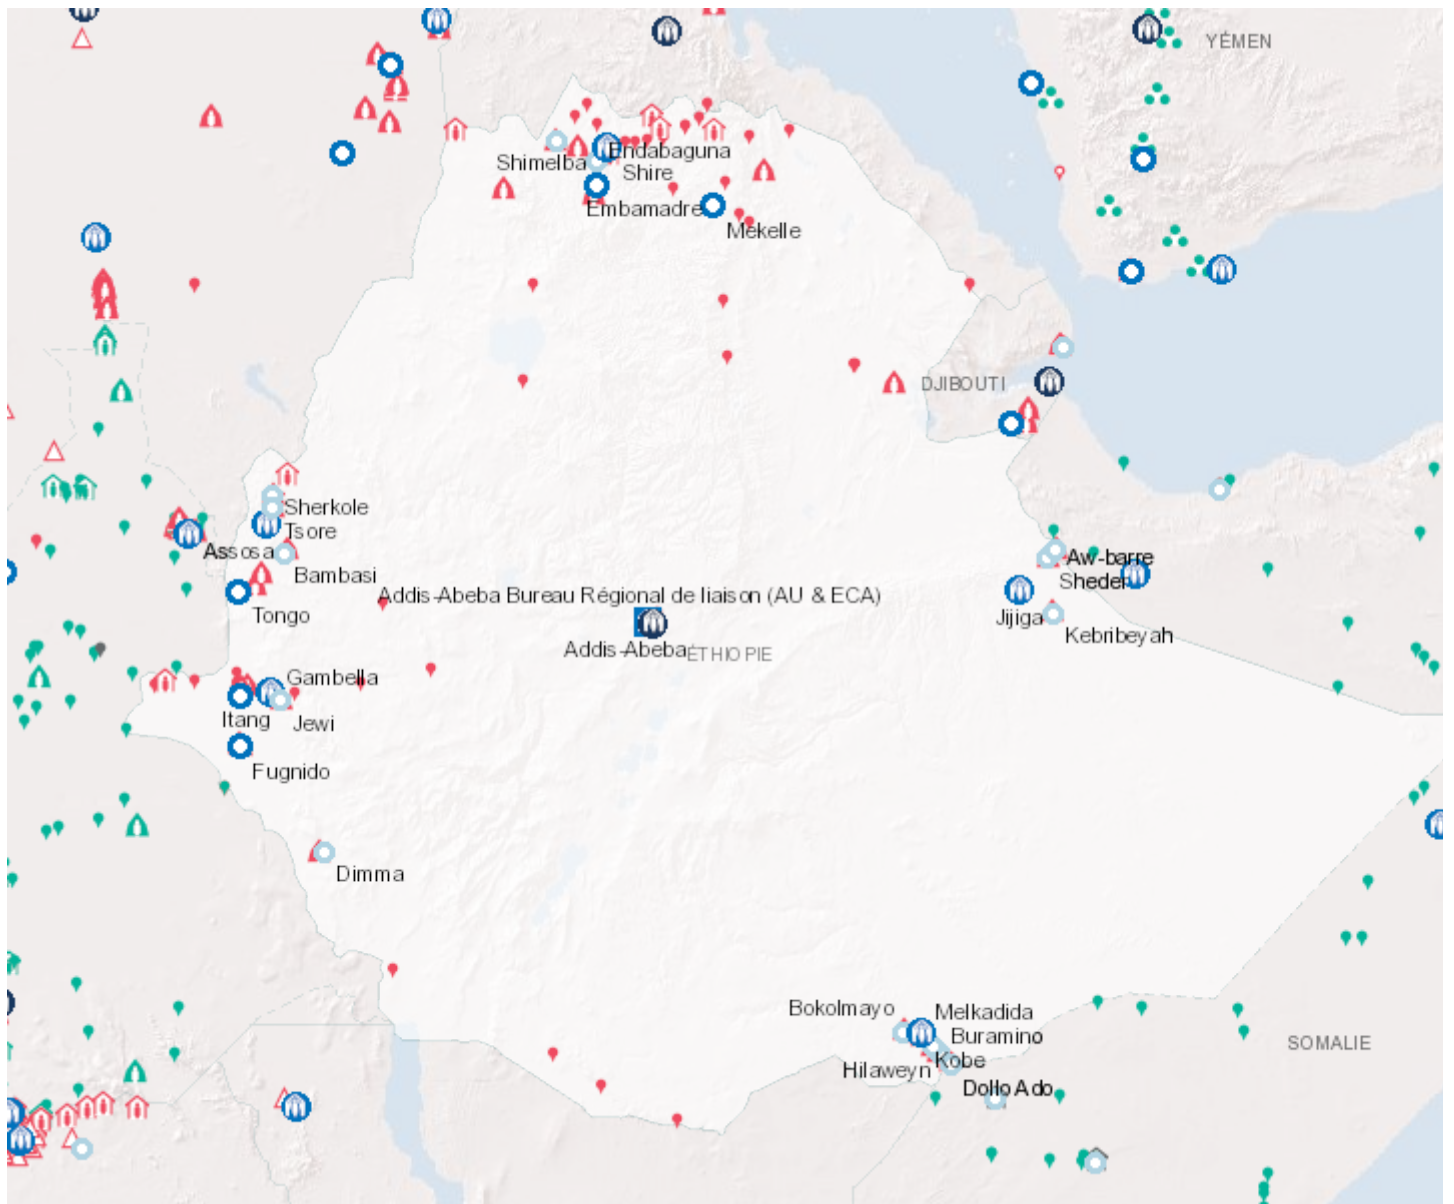 YÉMEN
Endabaguna
Shimelba
Shire
Embamadre
Mekelle
DJIBOUTI
Sherkole
Tsore
Assosa
Bambasi
Aw-barre
Sheder
Addis-Abeba Bureau Régional de liaison (AU & ECA)
Tongo
Jijiga
Kebribeyah
Addis-Abeba
ÉTHIOPIE
Gambella
Itang
Jewi
Fugnido
Dimma
Bokolmayo
Melkadida
Buramino
SOMALIE
Kobe
Hilaweyn
Dollo Ado